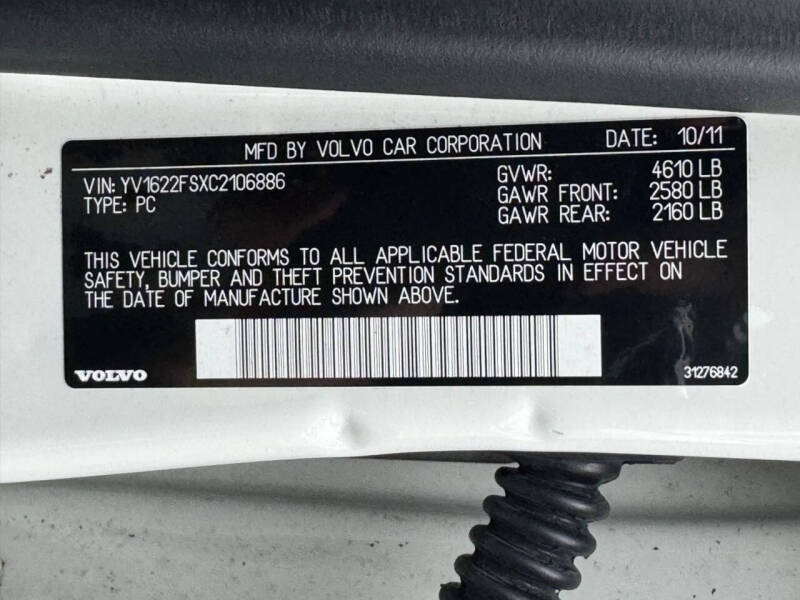 MFD BY VOLVO CAR CORPORATION DATE: 10/11
VIN: YV1622FSXC2106886 GVWR: 4610 LB
TYPE: PC GAWR FRONT: 2580 LB
GAWR REAR: 2160 LB
THIS VEHICLE CONFORMS TO ALL APPLICABLE FEDERAL MOTOR VEHICLE
SAFETY, BUMPER AND THEFT PREVENTION STANDARDS IN EFFECT ON
THE DATE OF MANUFACTURE SHOWN ABOVE.
VOLVO 31276842